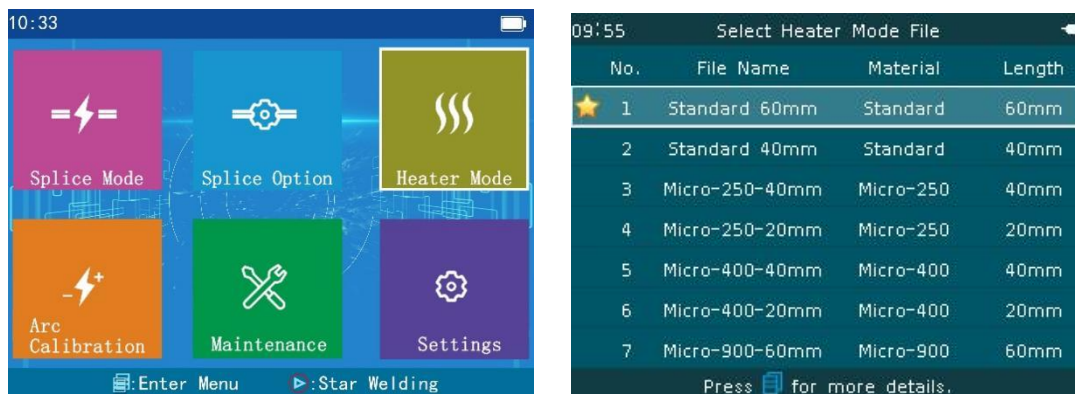 10:33
Splice Mode
Splice Option
Heater Mode
Arc
Calibration
Maintenance
Settings
:Enter Menu
:Star Welding
09:55 Select Heater Mode File
No. File Name Material Length
1 Standard 60mm Standard 60mm
2 Standard 40mm Standard 40mm
3 Micro-250-40mm Micro-250 40mm
4 Micro-250-20mm Micro-250 20mm
5 Micro-400-40mm Micro-400 40mm
6 Micro-400-20mm Micro-400 20mm
7 Micro-900-60mm Micro-900 60mm
Press for more details.